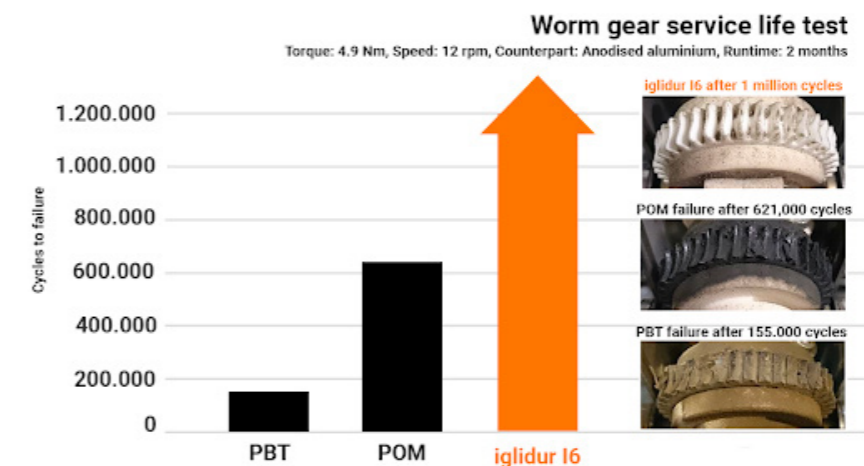 Worm gear service life test
Torque: 4.9 Nm, Speed: 12 rpm, Counterpart: Anodised aluminium, Runtime: 2 months
iglidur I6 after 1 million cycles
POM failure after 621,000 cycles
PBT failure after 155.000 cycles
Cycles to failure
1.200.000
1.000.000
800.000
600.000
400.000
200.000
0
PBT
POM
iglidur I6